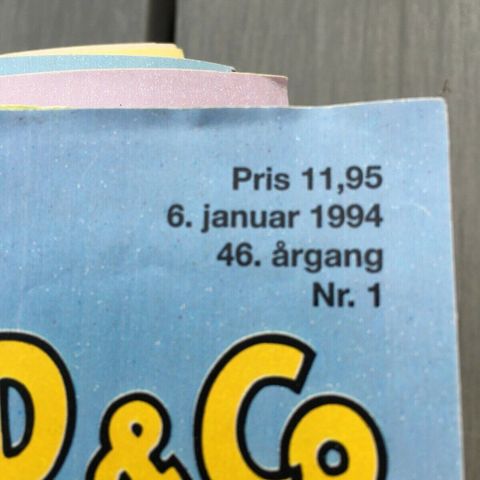 Pris 11,95
6. januar 1994
46. årgang
Nr. 1
D & Co